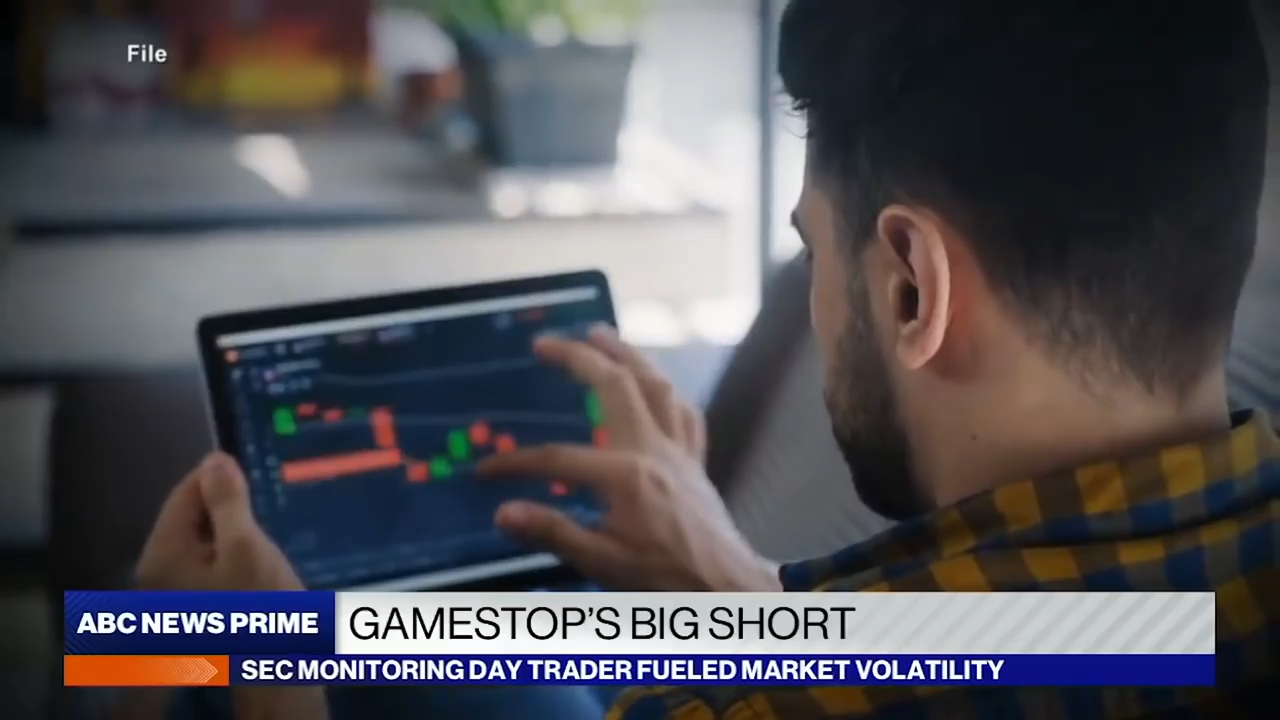 File
ABC NEWS PRIME
GAMESTOP'S BIG SHORT
SEC MONITORING DAY TRADER FUELED MARKET VOLATILITY